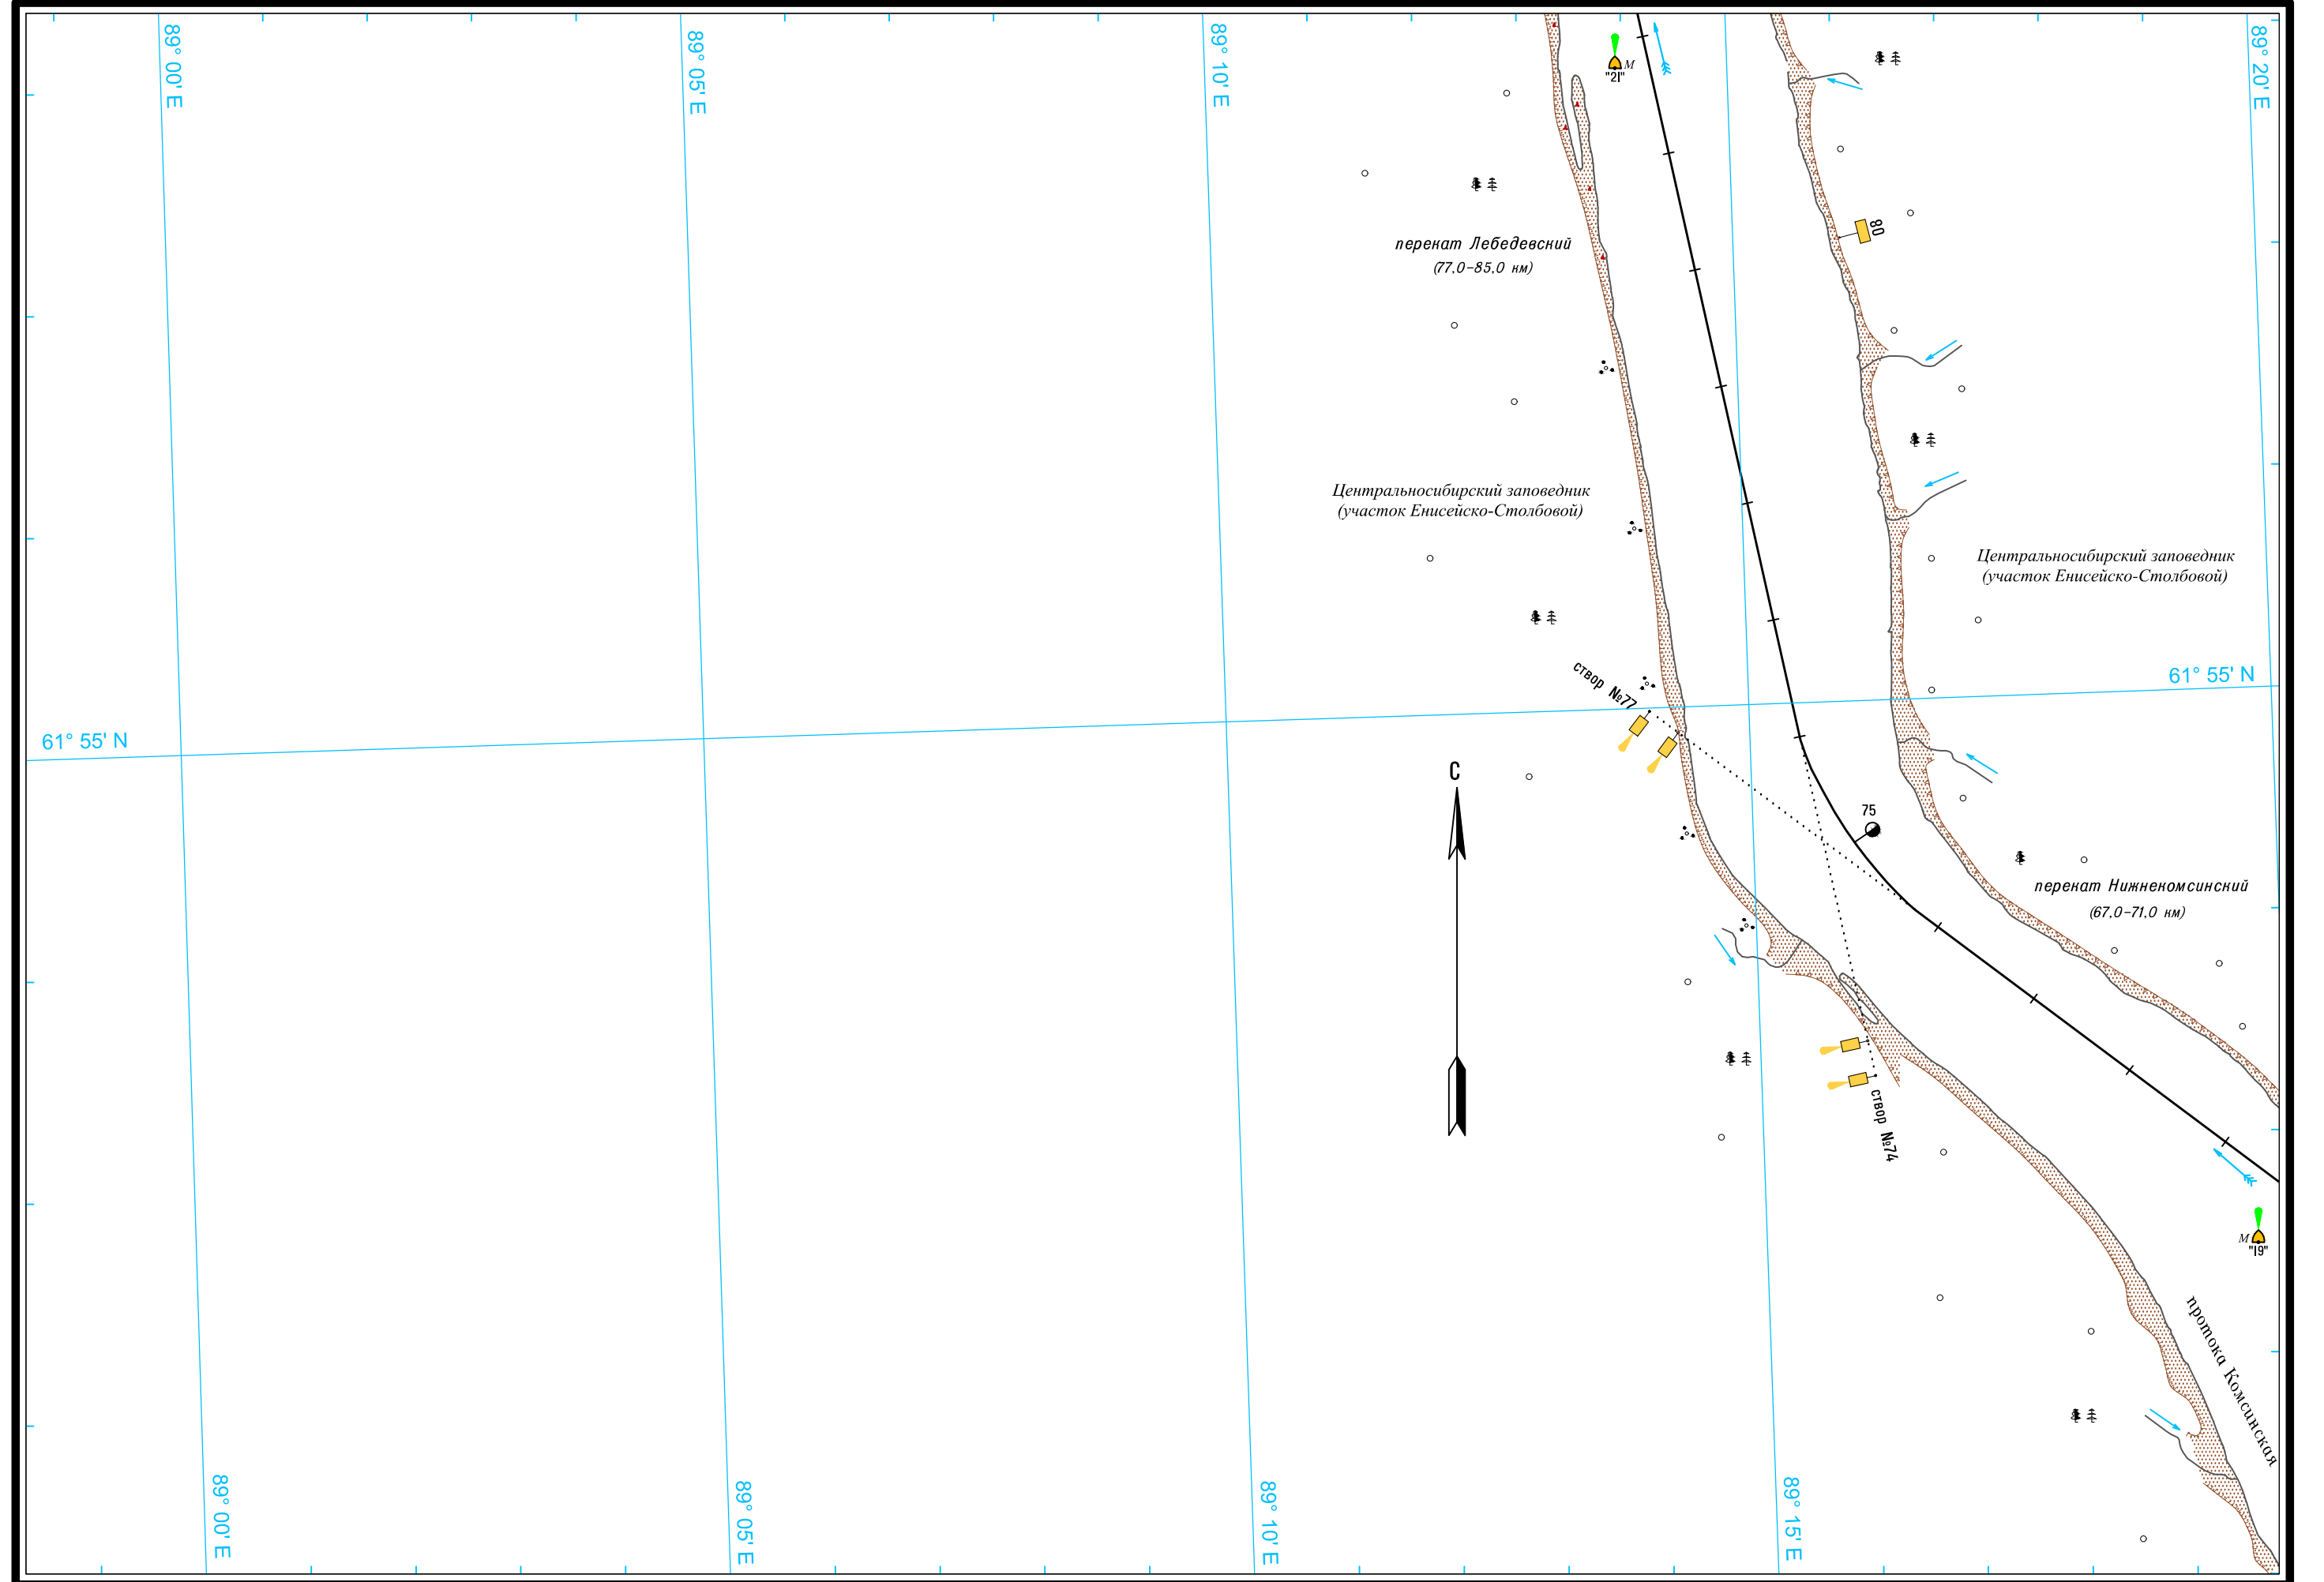 89° 00' E
89° 05' E
89° 10' E
89° 20' E
М
"21"
80
перекат Лебедевский
(77,0-85,0 км)
Центральносибирский заповедник
(участок Енисейско-Столбовой)
Центральносибирский заповедник
(участок Енисейско-Столбовой)
створ №77
61° 55' N
61° 55' N
С
75
перекат Нижнекомсинский
(67,0-71,0 км)
створ №74
М
"19"
протока Комсинская
89° 00' E
89° 05' E
89° 10' E
89° 15' E